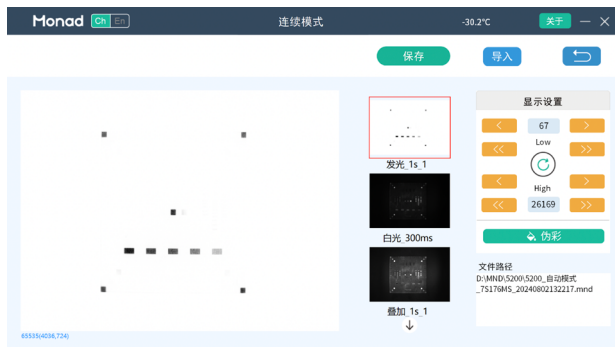 Monad Ch En 连续模式 -30.2°C 关于
保存 导入
发光_1s_1
白光_300ms
叠加_1s_1
显示设置
< 67 >
<< Low >>
< High >
<< 26169 >>
伪彩
文件路径
D:\MND\5200\5200_自动模式
_7S176MS_20240802132217.mnd
65535(4038,724)